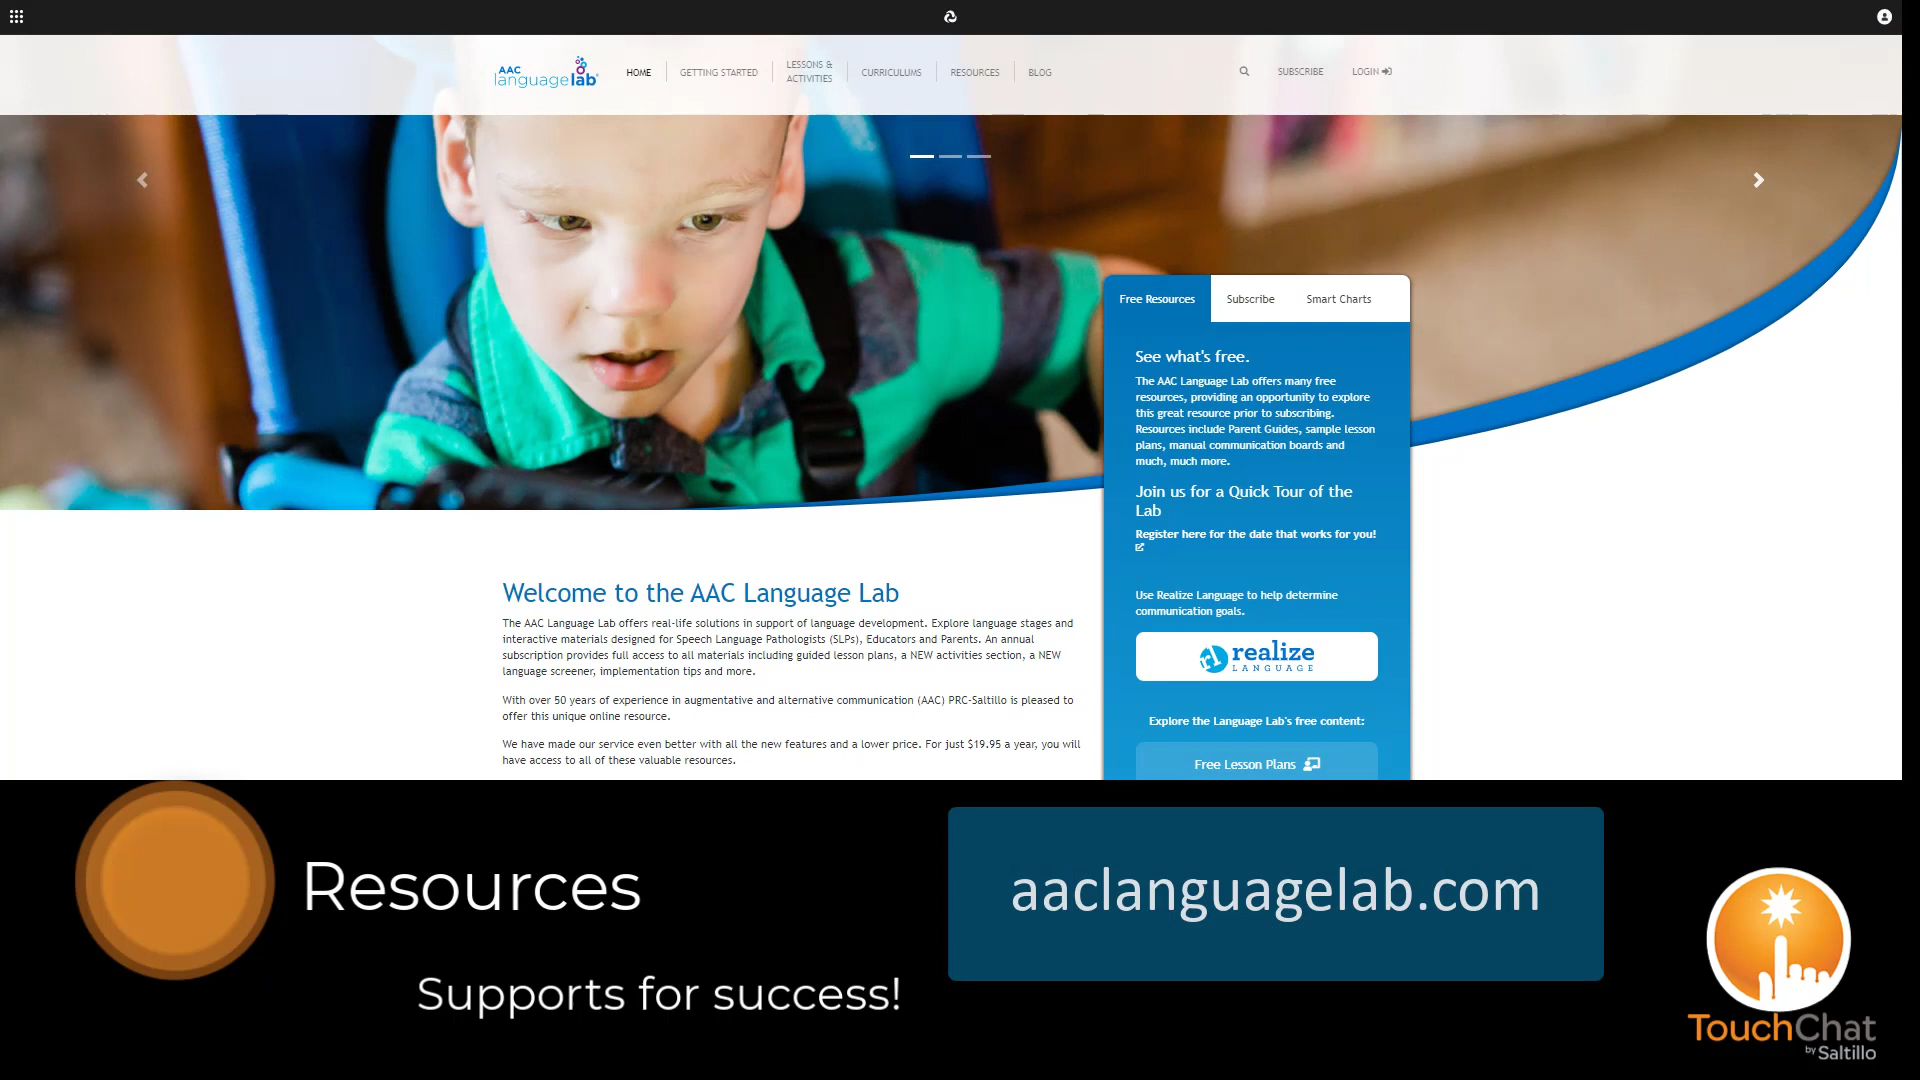 AAC
languagelab
HOME
GETTING STARTED
LESSONS &
ACTIVITIES
CURRICULUMS
RESOURCES
BLOG
SUBSCRIBE
LOGIN
Free Resources
Subscribe
Smart Charts
See what's free.
The AAC Language Lab offers many free
resources, providing an opportunity to explore
this great resource prior to subscribing.
Resources include Parent Guides, sample lesson
plans, manual communication boards and
much, much more.
Join us for a Quick Tour of the
Lab
Register here for the date that works for you!
Use Realize Language to help determine
communication goals.
rl realize
LANGUAGE
Explore the Language Lab's free content:
Free Lesson Plans
Welcome to the AAC Language Lab
The AAC Language Lab offers real-life solutions in support of language development. Explore language stages and
interactive materials designed for Speech Language Pathologists (SLPs), Educators and Parents. An annual
subscription provides full access to all materials including guided lesson plans, a NEW activities section, a NEW
language screener, implementation tips and more.
With over 50 years of experience in augmentative and alternative communication (AAC) PRC-Saltillo is pleased to
offer this unique online resource.
We have made our service even better with all the new features and a lower price. For just $19.95 a year, you will
have access to all of these valuable resources.
Resources
Supports for success!
aaclanguagelab.com
TouchChat
by Saltillo